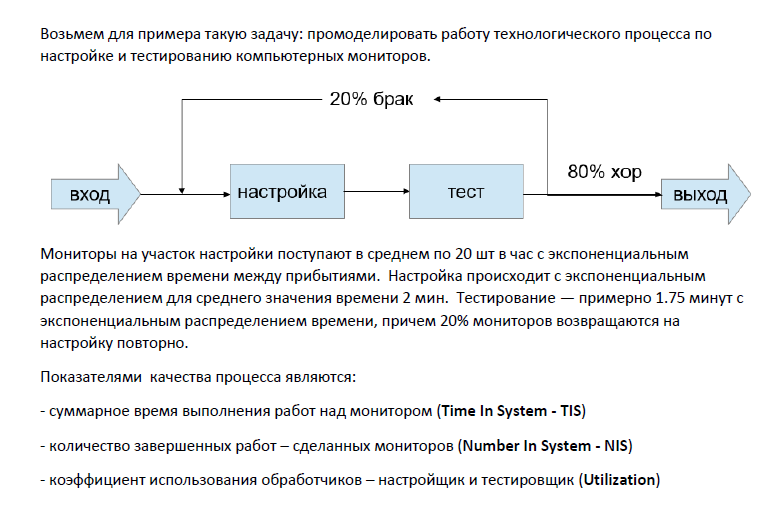 Возьмем для примера такую задачу: промоделировать работу технологического процесса по
настройке и тестированию компьютерных мониторов.
20% брак
80% хор
вход
настройка
тест
выход
Мониторы на участок настройки поступают в среднем по 20 шт в час с экспоненциальным
распределением времени между прибытиями. Настройка происходит с экспоненциальным
распределением для среднего значения времени 2 мин. Тестирование — примерно 1.75 минут с
экспоненциальным распределением времени, причем 20% мониторов возвращаются на
настройку повторно.
Показателями качества процесса являются:
- суммарное время выполнения работ над монитором (Time In System - TIS)
- количество завершенных работ – сделанных мониторов (Number In System - NIS)
- коэффициент использования обработчиков – настройщик и тестировщик (Utilization)